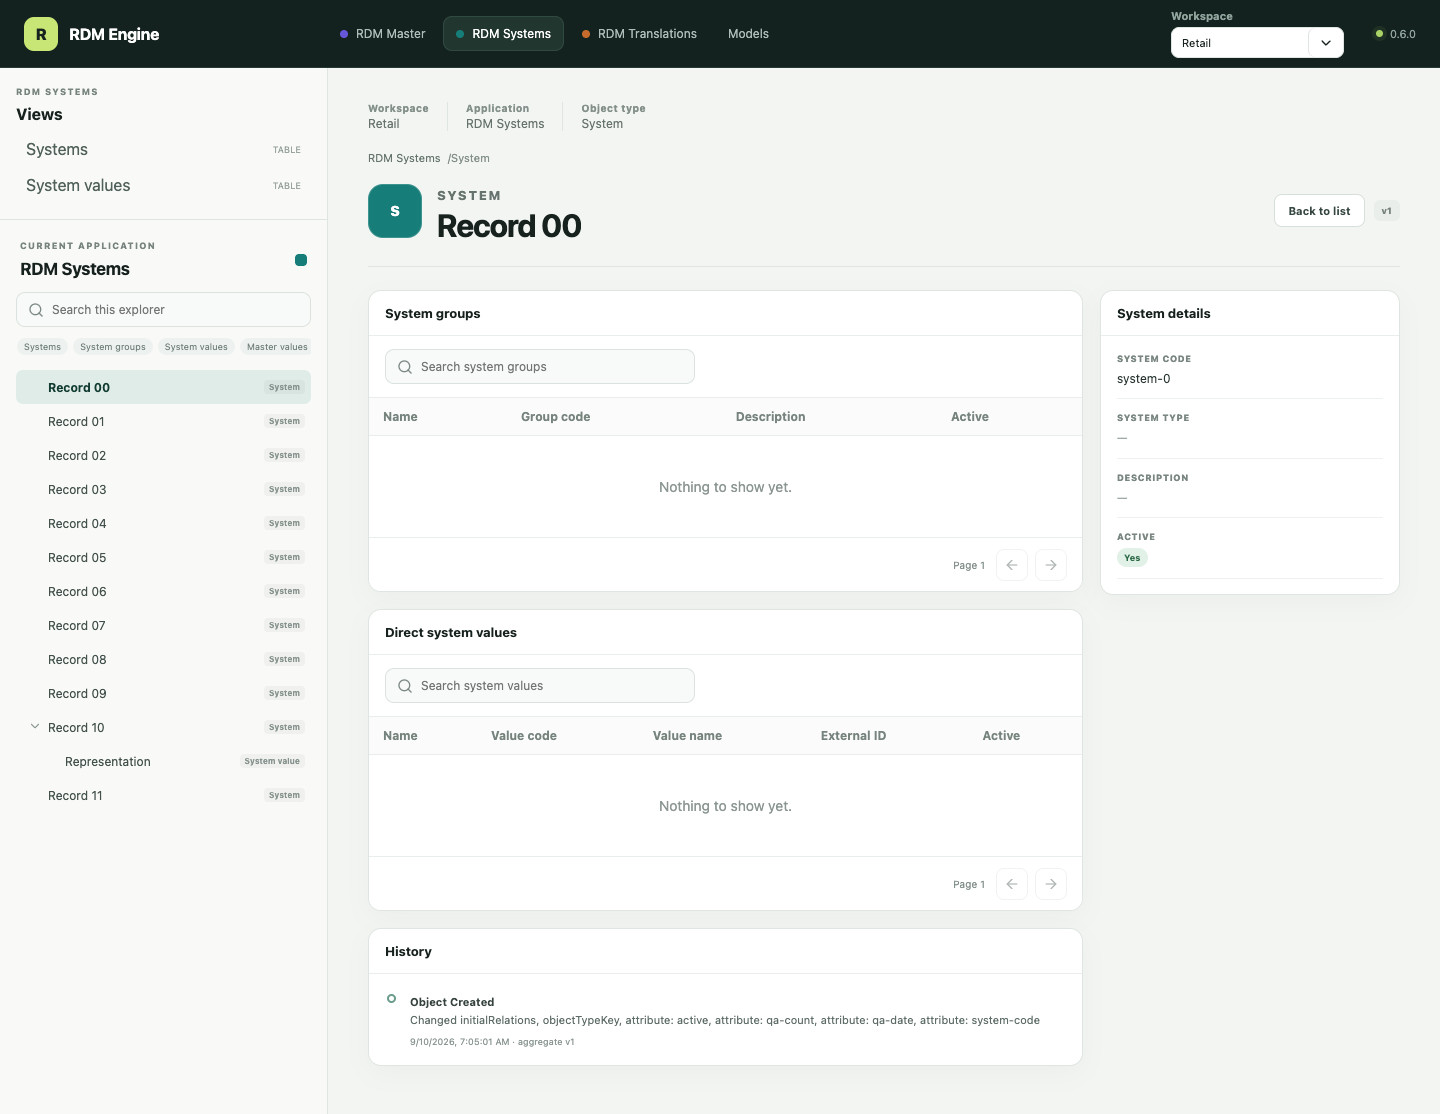 R RDM Engine
RDM Master
RDM Systems
RDM Translations
Models
Workspace
Retail
0.6.0
RDM SYSTEMS
Views
Systems TABLE
System values TABLE
CURRENT APPLICATION
RDM Systems
Search this explorer
Systems System groups System values Master values
Record 00 System
Record 01 System
Record 02 System
Record 03 System
Record 04 System
Record 05 System
Record 06 System
Record 07 System
Record 08 System
Record 09 System
Record 10 System
Representation System value
Record 11 System
Workspace Application Object type
Retail RDM Systems System
RDM Systems /System
S
SYSTEM
Record 00
Back to list v1
System groups
Search system groups
Name Group code Description Active
Nothing to show yet.
Page 1
Direct system values
Search system values
Name Value code Value name External ID Active
Nothing to show yet.
Page 1
History
Object Created
Changed initialRelations, objectTypeKey, attribute: active, attribute: qa-count, attribute: qa-date, attribute: system-code
9/10/2026, 7:05:01 AM · aggregate v1
System details
SYSTEM CODE
system-0
SYSTEM TYPE
—
DESCRIPTION
—
ACTIVE
Yes